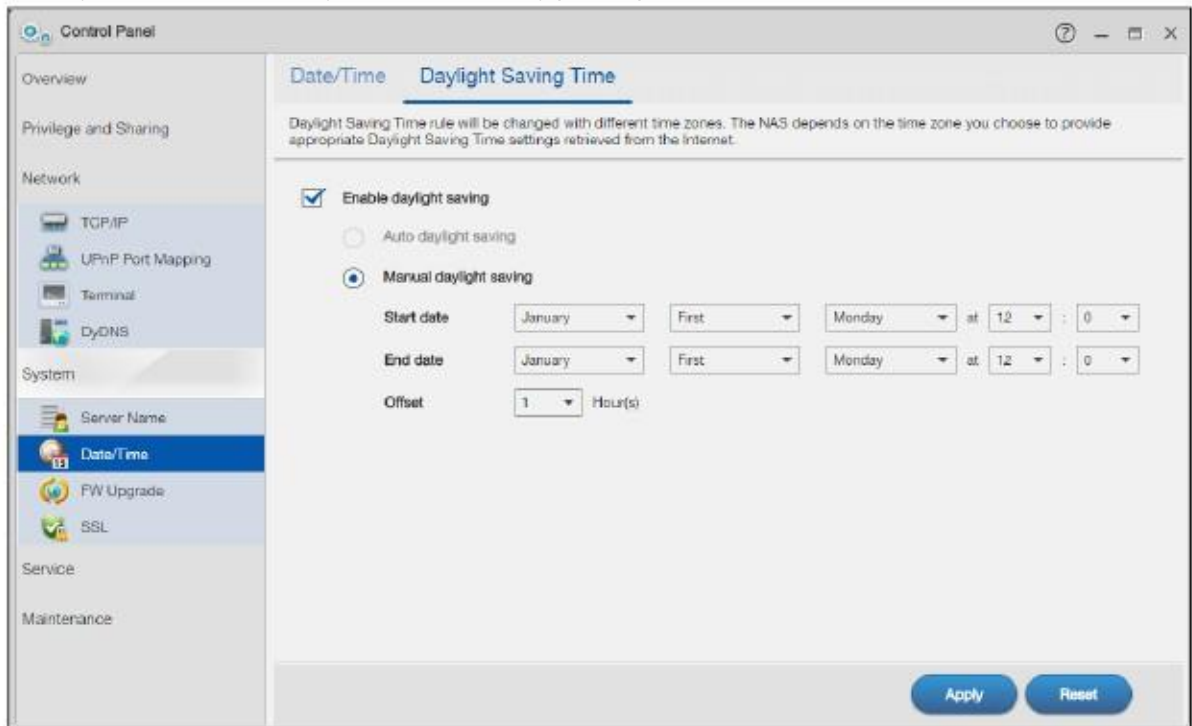 Control Panel
Overview
Privilege and Sharing
Network
TCP/IP
UPnP Port Mapping
Terminal
DyDNS
System
Server Name
Date/Time
FW Upgrade
SSL
Service
Maintenance
Date/Time Daylight Saving Time
Daylight Saving Time rule will be changed with different time zones. The NAS depends on the time zone you choose to provide
appropriate Daylight Saving Time settings retrieved from the Internet.
Enable daylight saving
Auto daylight saving
Manual daylight saving
Start date January First Monday at 12 : 0
End date January First Monday at 12 : 0
Offset 1 Hour(s)
Apply Reset